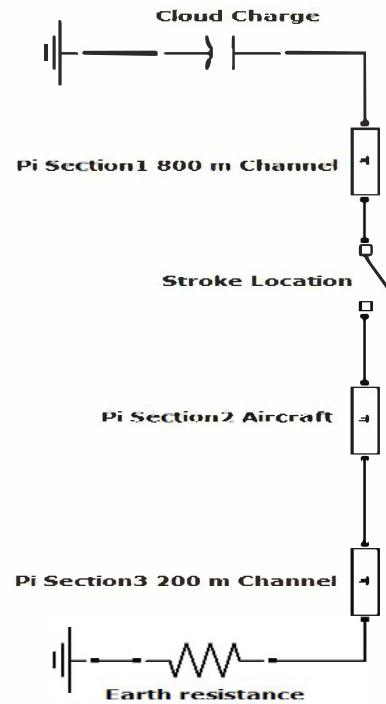 Cloud Charge
Pi Section1 800 m Channel
Stroke Location
Pi Section2 Aircraft
Pi Section3 200 m Channel
Earth resistance